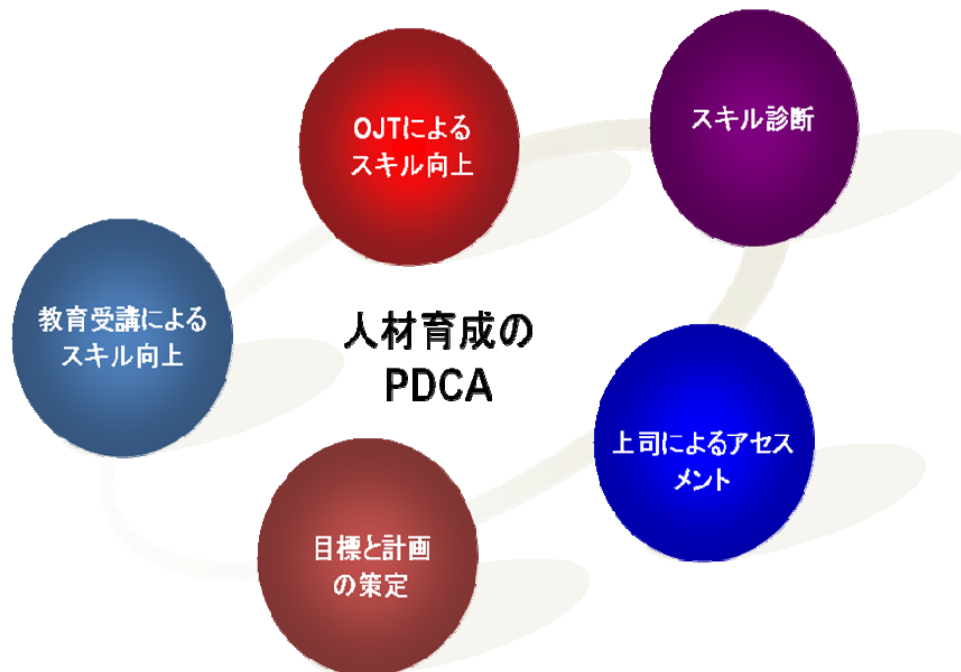 OJTによる
スキル向上
スキル診断
教育受講による
スキル向上
人材育成の
PDCA
上司によるアセス
メント
目標と計画
の策定